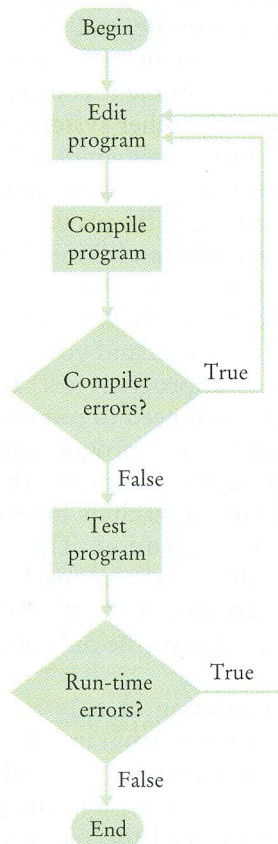 Begin
Edit
program
Compile
program
Compiler
errors?
True
False
Test
program
Run-time
errors?
True
False
End